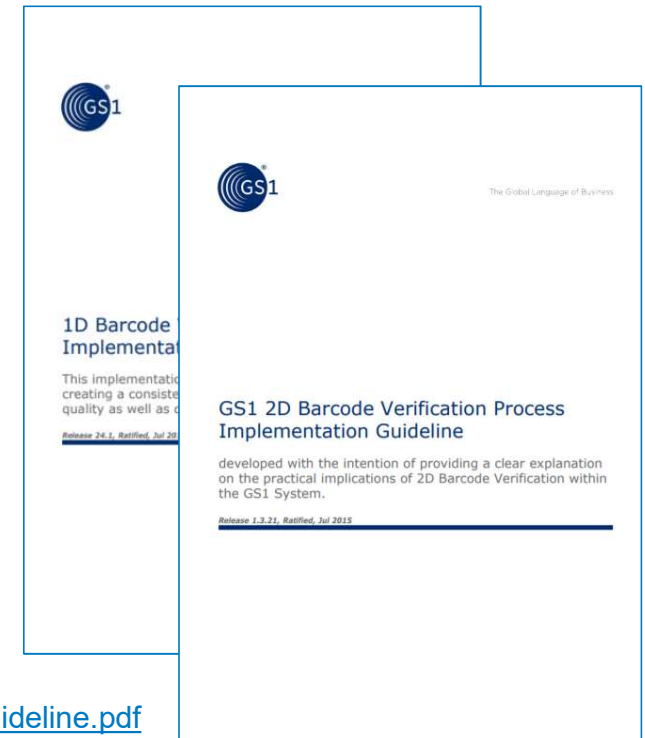 GS1
1D Barcode
Implementat
This implementatio
creating a consiste
quality as well as
Release 24.1, Ratified, Jul 20
GS1
The Global Language of Business
GS1 2D Barcode Verification Process
Implementation Guideline
developed with the intention of providing a clear explanation
on the practical implications of 2D Barcode Verification within
the GS1 System.
Release 1.3.21, Ratified, Jul 2015
ideline.pdf